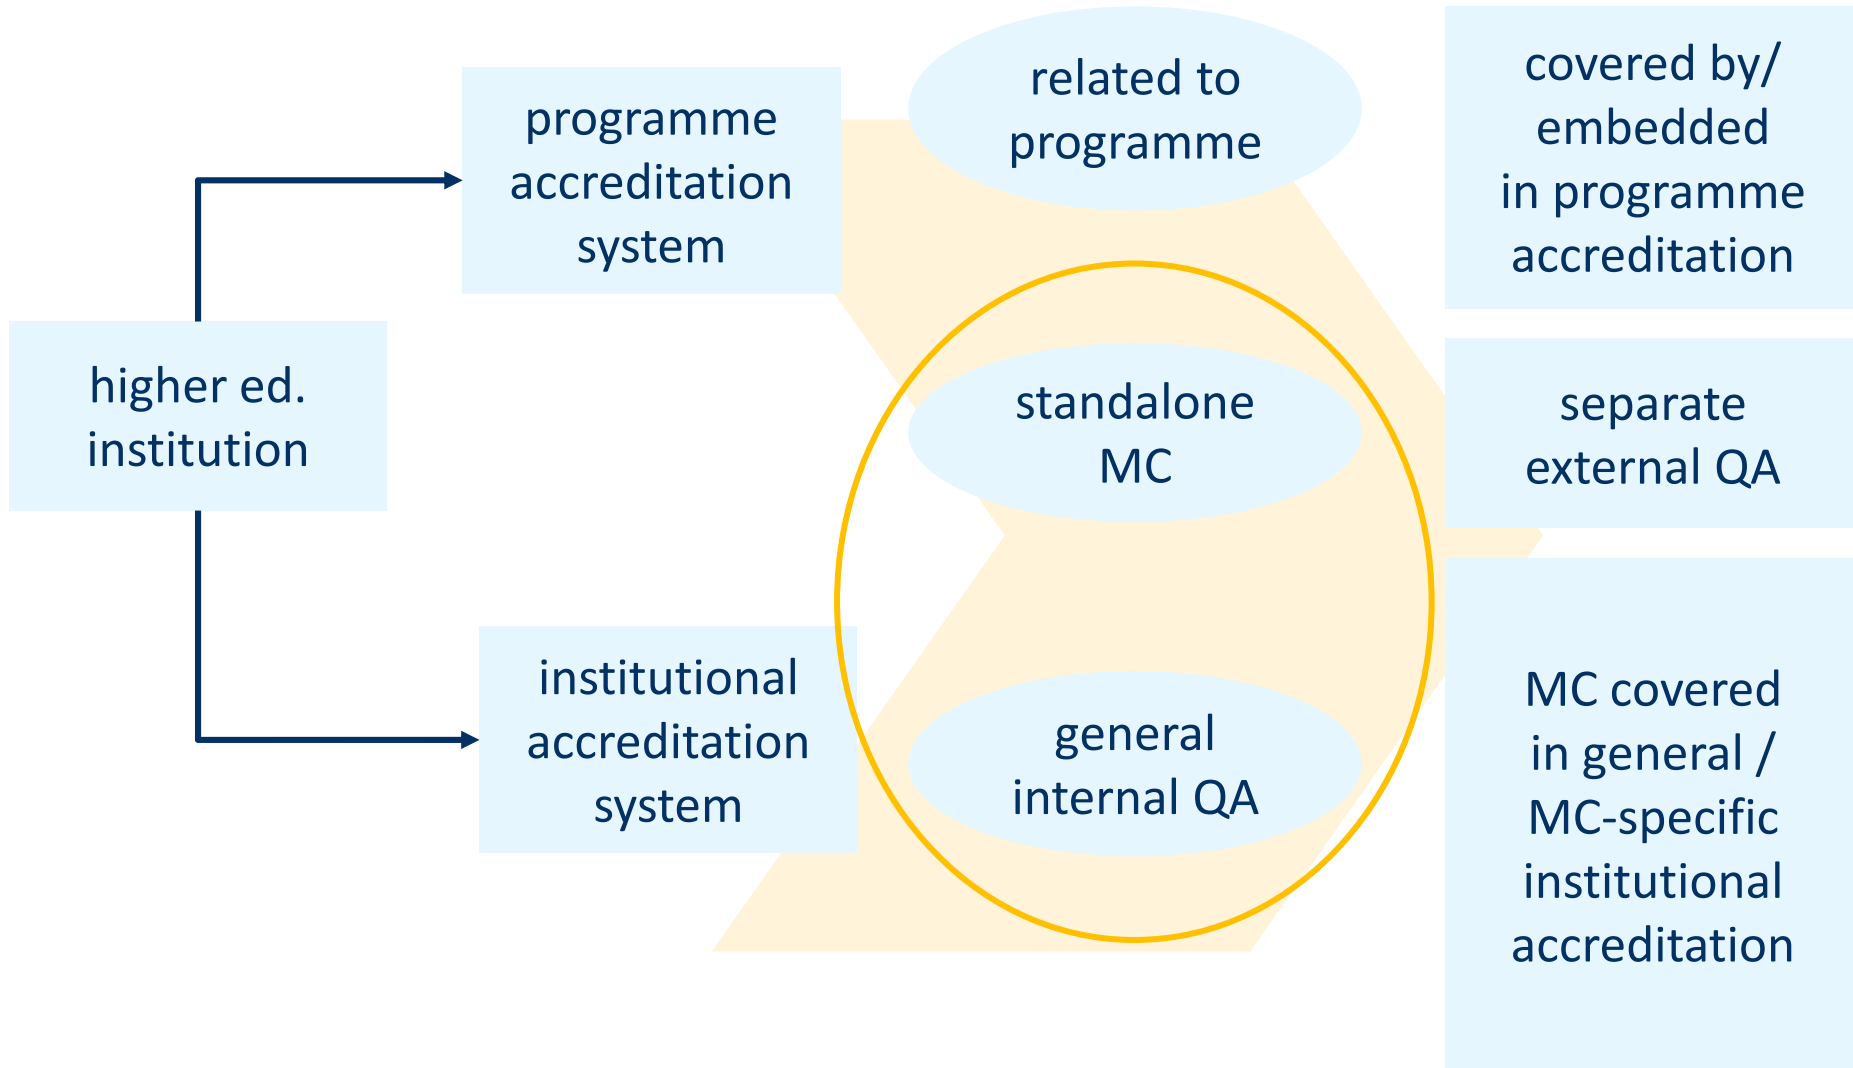 programme
accreditation
system
higher ed.
institution
institutional
accreditation
system
related to
programme
standalone
MC
general
internal QA
covered by/
embedded
in programme
accreditation
separate
external QA
MC covered
in general /
MC-specific
institutional
accreditation